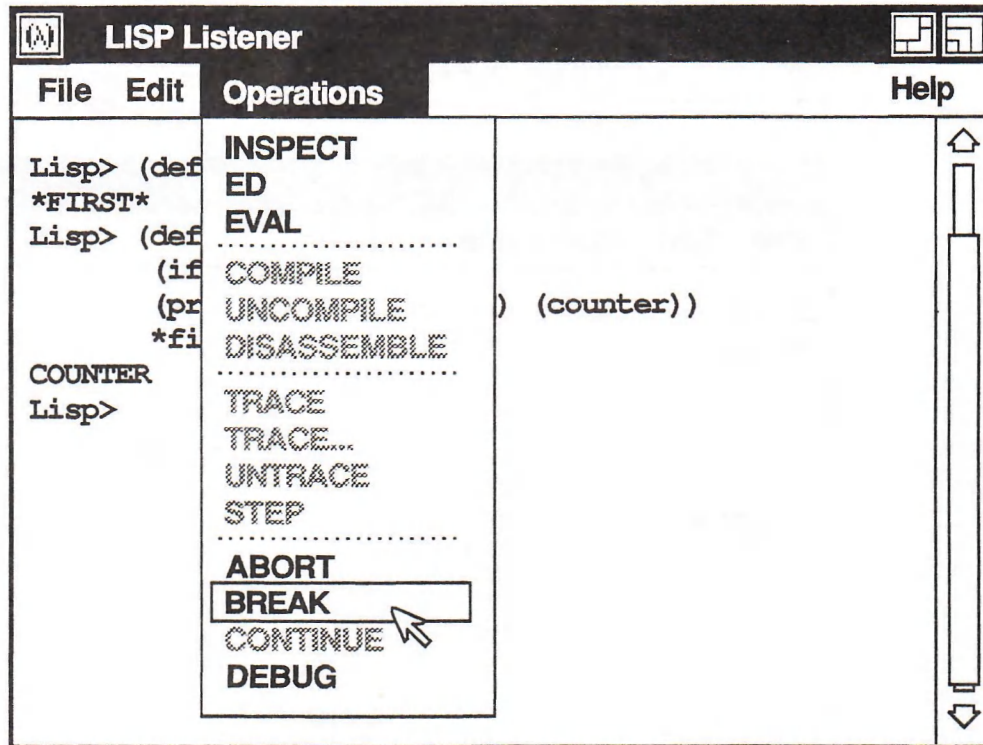 (λ) LISP Listener
File Edit Operations Help
Lisp> (def
*FIRST*
Lisp> (def
(if
(pr ) (counter))
*fi
COUNTER
Lisp>
INSPECT
ED
EVAL
COMPILE
UNCOMPILE
DISASSEMBLE
TRACE
TRACE...
UNTRACE
STEP
ABORT
BREAK
CONTINUE
DEBUG